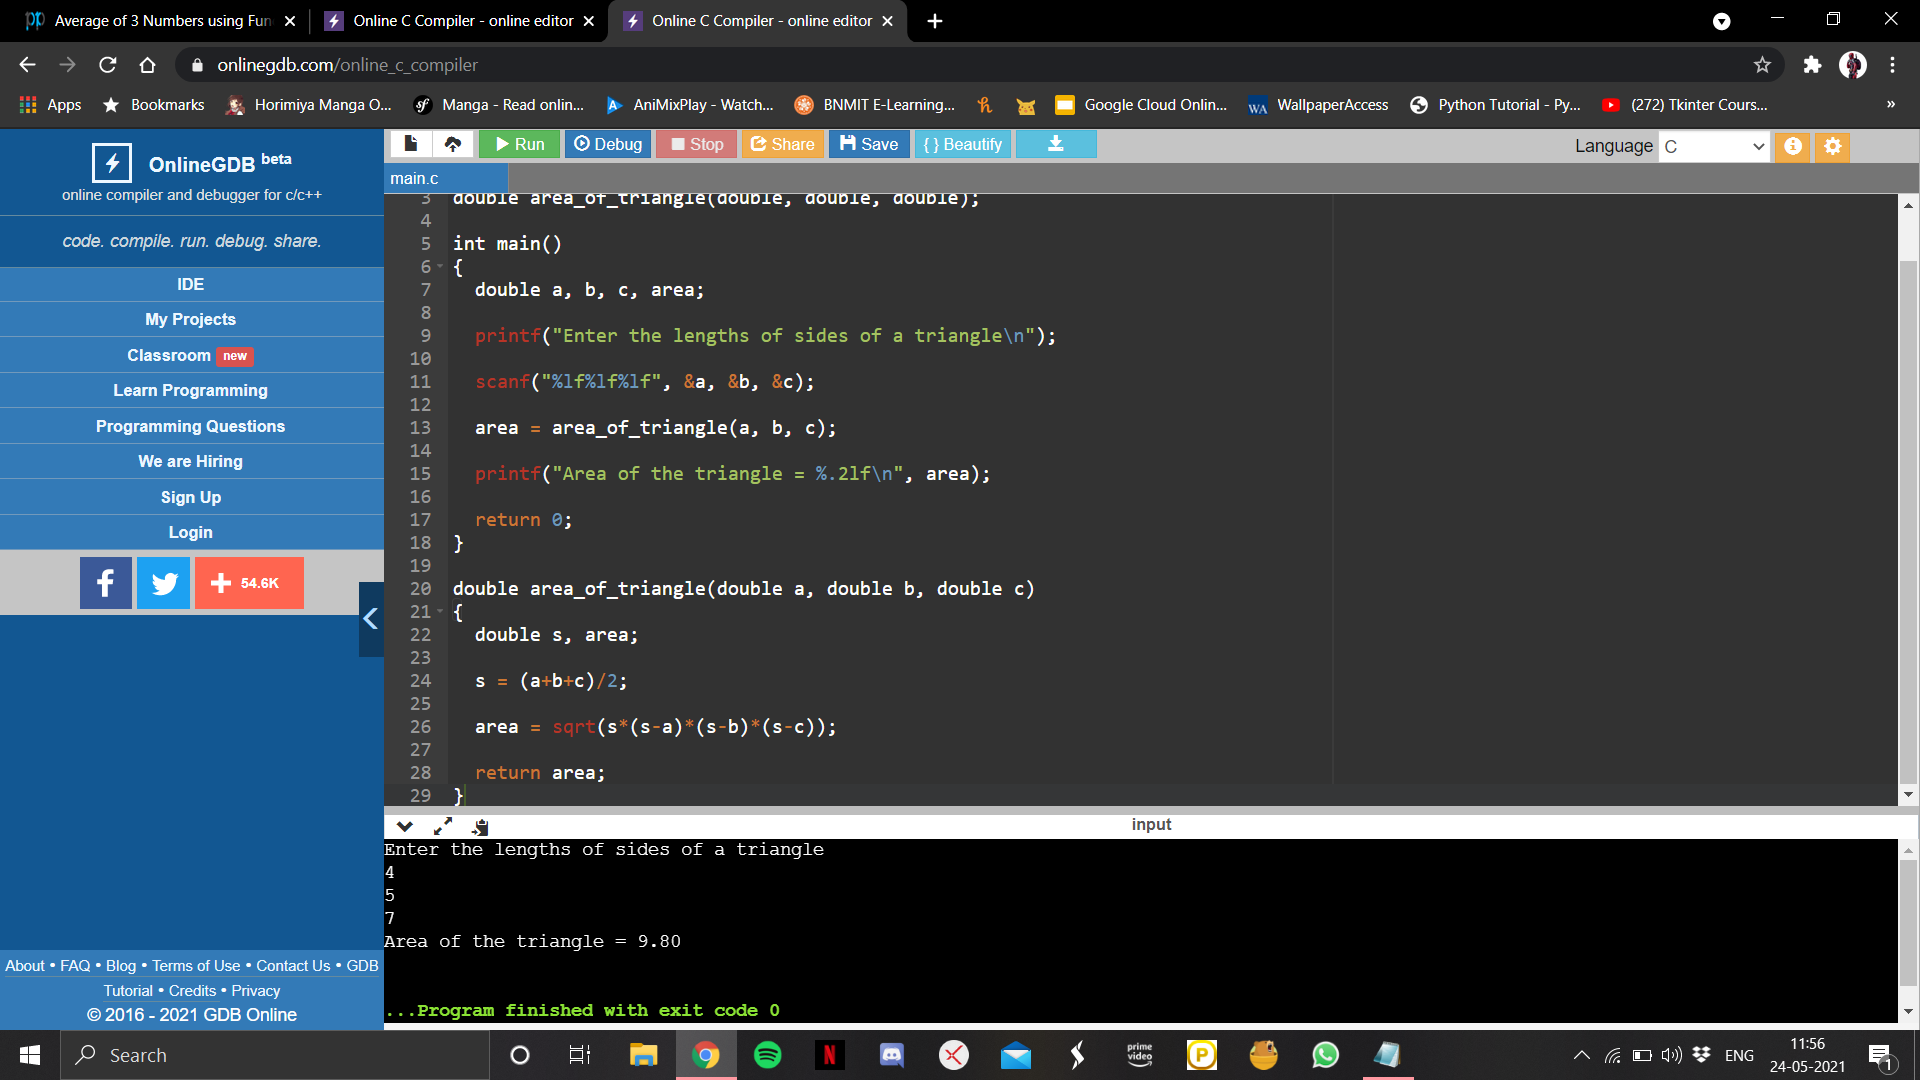 Average of 3 Numbers using Fun
Online C Compiler - online editor
Online C Compiler - online editor
onlinegdb.com/online_c_compiler
Apps
Bookmarks
Horimiya Manga O...
Manga - Read onlin...
AniMixPlay - Watch...
BNMIT E-Learning...
Google Cloud Onlin...
WallpaperAccess
Python Tutorial - Py...
(272) Tkinter Cours...
»
OnlineGDB beta
online compiler and debugger for c/c++
code. compile. run. debug. share.
IDE
My Projects
Classroom new
Learn Programming
Programming Questions
We are Hiring
Sign Up
Login
54.6K
About • FAQ • Blog • Terms of Use • Contact Us • GDB
Tutorial • Credits • Privacy
© 2016 - 2021 GDB Online
Run Debug Stop Share Save { } Beautify
Language C
main.c
3 double area_of_triangle(double, double, double);
4
5 int main()
6 {
7 double a, b, c, area;
8
9 printf("Enter the lengths of sides of a triangle\n");
10
11 scanf("%lf%lf%lf", &a, &b, &c);
12
13 area = area_of_triangle(a, b, c);
14
15 printf("Area of the triangle = %.2lf\n", area);
16
17 return 0;
18 }
19
20 double area_of_triangle(double a, double b, double c)
21 {
22 double s, area;
23
24 s = (a+b+c)/2;
25
26 area = sqrt(s*(s-a)*(s-b)*(s-c));
27
28 return area;
29 }
input
Enter the lengths of sides of a triangle
4
5
7
Area of the triangle = 9.80
...Program finished with exit code 0
Search
prime
video
ENG
11:56
24-05-2021
1